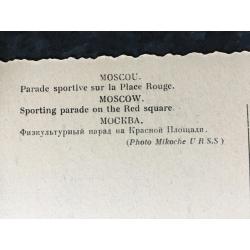 MOSCOU.
Parade sportive sur la Place Rouge.
MOSCOW.
Sporting parade on the Red square.
МОСКВА.
Физкультурный парад на Красной Площади.
(Photo Mikoche U R S.S )